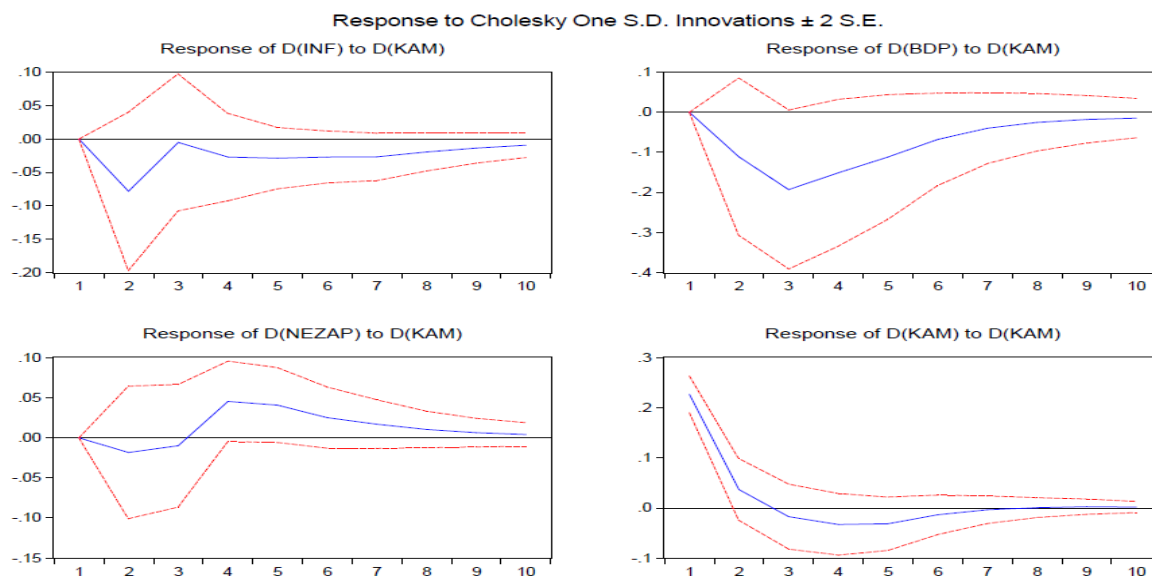 Response to Cholesky One S.D. Innovations ± 2 S.E.
Response of D(INF) to D(KAM)
.10
.05
.00
-.05
-.10
-.15
-.20
1 2 3 4 5 6 7 8 9 10
Response of D(BDP) to D(KAM)
.1
.0
-.1
-.2
-.3
-.4
1 2 3 4 5 6 7 8 9 10
Response of D(NEZAP) to D(KAM)
.10
.05
.00
-.05
-.10
-.15
1 2 3 4 5 6 7 8 9 10
Response of D(KAM) to D(KAM)
.3
.2
.1
.0
-.1
1 2 3 4 5 6 7 8 9 10